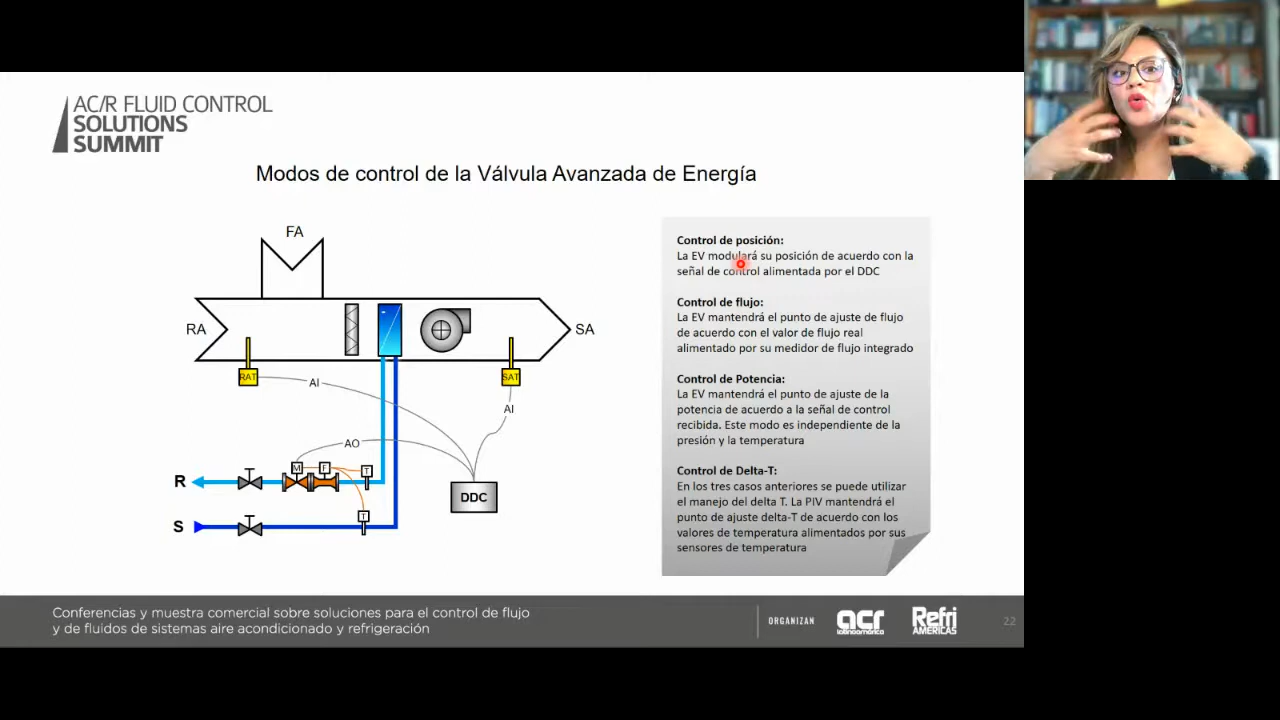 AC/R FLUID CONTROL
SOLUTIONS
SUMMIT
Modos de control de la Válvula Avanzada de Energía
FA
RA
SA
RAT
SAT
AI
AI
AO
M
F
T
R
DDC
T
S
Control de posición:
La EV modulará su posición de acuerdo con la
señal de control alimentada por el DDC
Control de flujo:
La EV mantendrá el punto de ajuste de flujo
de acuerdo con el valor de flujo real
alimentado por su medidor de flujo integrado
Control de Potencia:
La EV mantendrá el punto de ajuste de la
potencia de acuerdo a la señal de control
recibida. Este modo es independiente de la
presión y la temperatura
Control de Delta-T:
En los tres casos anteriores se puede utilizar
el manejo del delta T. La PIV mantendrá el
punto de ajuste delta-T de acuerdo con los
valores de temperatura alimentados por sus
sensores de temperatura
Conferencias y muestra comercial sobre soluciones para el control de flujo
y de fluidos de sistemas aire acondicionado y refrigeración
ORGANIZAN
acr
latinoamérica
Refri
AMÉRICAS
22